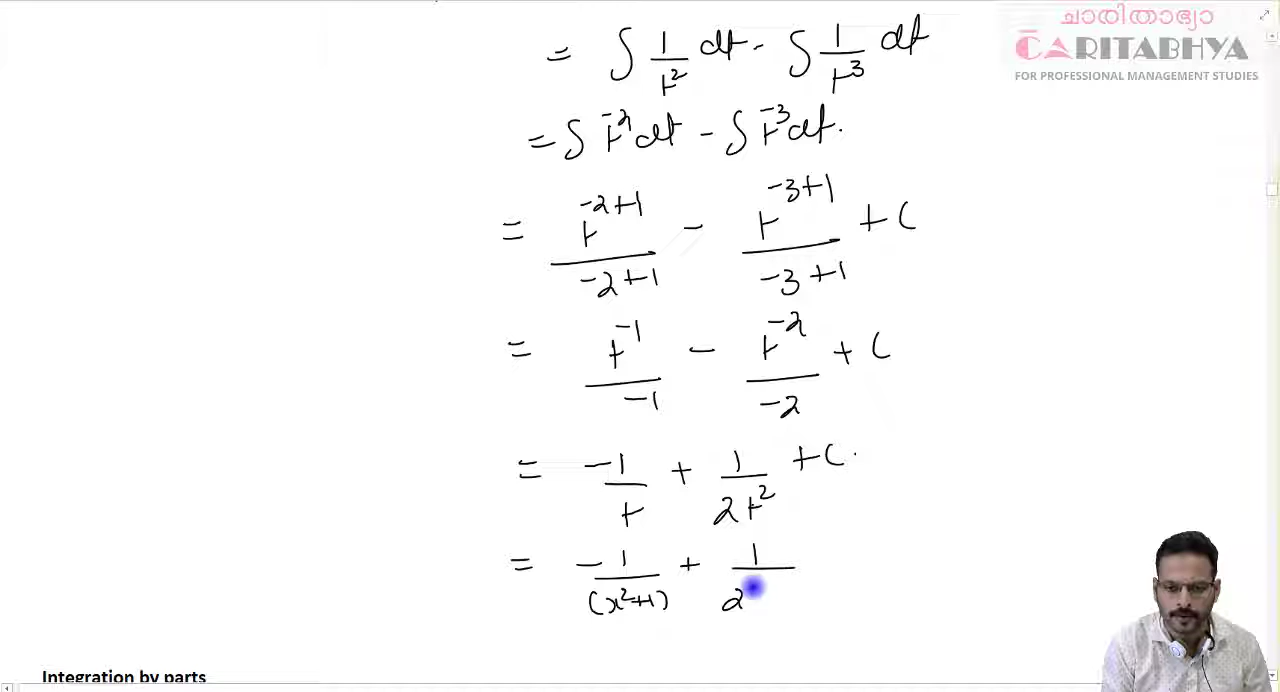 ചാരിതാഭ്യാ
CARITABHYA
FOR PROFESSIONAL MANAGEMENT STUDIES
= ∫ 1/t² dt - ∫ 1/t³ dt
= ∫ t⁻² dt - ∫ t⁻³ dt.
= t⁻²⁺¹/(-2+1) - t⁻³⁺¹/(-3+1) + C
= t⁻¹/-1 - t⁻²/-2 + C
= -1/t + 1/2t² + C.
= -1/(x²+1) + 1/2
Integration by parts